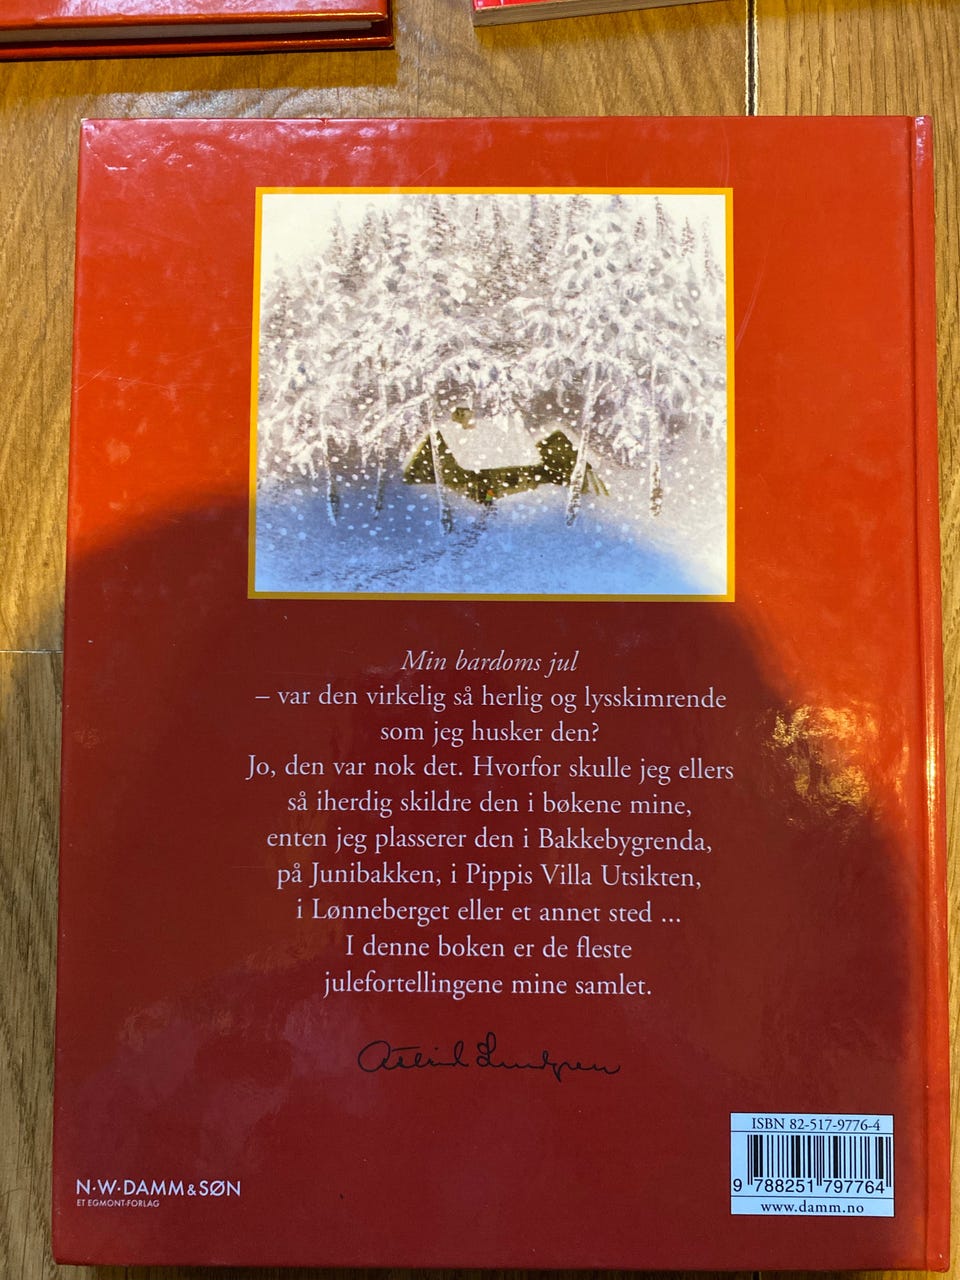 Min bardoms jul
– var den virkelig så herlig og lysskimrende
som jeg husker den?
Jo, den var nok det. Hvorfor skulle jeg ellers
så iherdig skildre den i bøkene mine,
enten jeg plasserer den i Bakkebygrenda,
på Junibakken, i Pippis Villa Utsikten,
i Lønneberget eller et annet sted ...
I denne boken er de fleste
julefortellingene mine samlet.
Astrid Lindgren
N·W·DAMM & SØN
ET EGMONT-FORLAG
ISBN 82-517-9776-4
9 788251 797764
www.damm.no